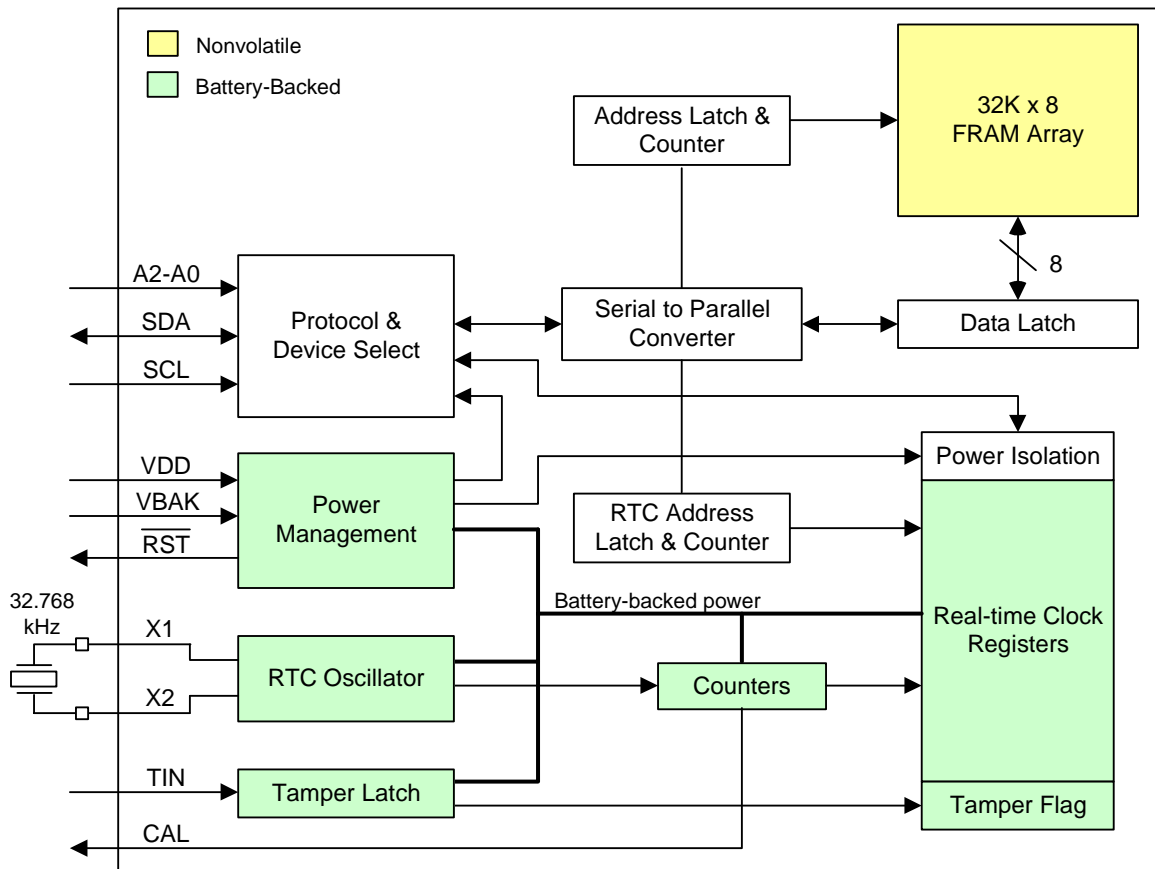 Nonvolatile
Battery-Backed
32K x 8
FRAM Array
Address Latch &
Counter
8
A2-A0
SDA
SCL
Protocol &
Device Select
Serial to Parallel
Converter
Data Latch
VDD
VBAK
RST
Power
Management
RTC Address
Latch & Counter
Power Isolation
Real-time Clock
Registers
Battery-backed power
32.768
kHz
X1
X2
RTC Oscillator
Counters
TIN
Tamper Latch
Tamper Flag
CAL